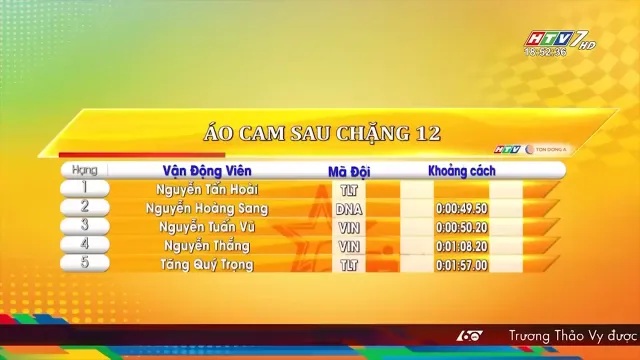 HTV7 HD
18:52:36
ÁO CAM SAU CHẶNG 12
HTV TON DONG A
Hạng Vận Động Viên Mã Đội Khoảng cách
1 Nguyễn Tấn Hoài TLT
2 Nguyễn Hoàng Sang DNA 0:00:49.50
3 Nguyễn Tuấn Vũ VIN 0:00:50.20
4 Nguyễn Thắng VIN 0:01:08.20
5 Tăng Quý Trọng TLT 0:01:57.00
60 Trương Thảo Vy được